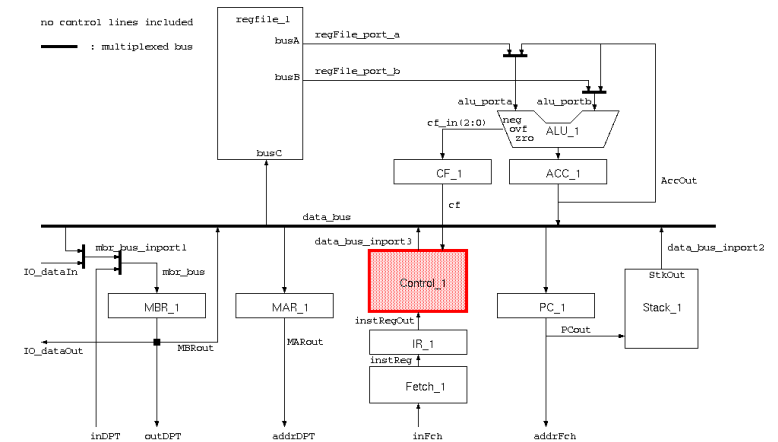 no control lines included
: multiplexed bus
regfile_1
busA
regFile_port_a
busB
regFile_port_b
alu_porta
alu_portb
cf_in(2:0)
neg
ovf
zro
ALU_1
busC
CF_1
ACC_1
AccOut
cf
data_bus
mbr_bus_inport1
data_bus_inport3
data_bus_inport2
IO_dataIn
mbr_bus
StkOut
Control_1
MBR_1
MAR_1
PC_1
Stack_1
instRegOut
PCout
IO_dataOut
MBRout
MARout
IR_1
instReg
Fetch_1
inDPT
outDPT
addrDPT
inFch
addrFch